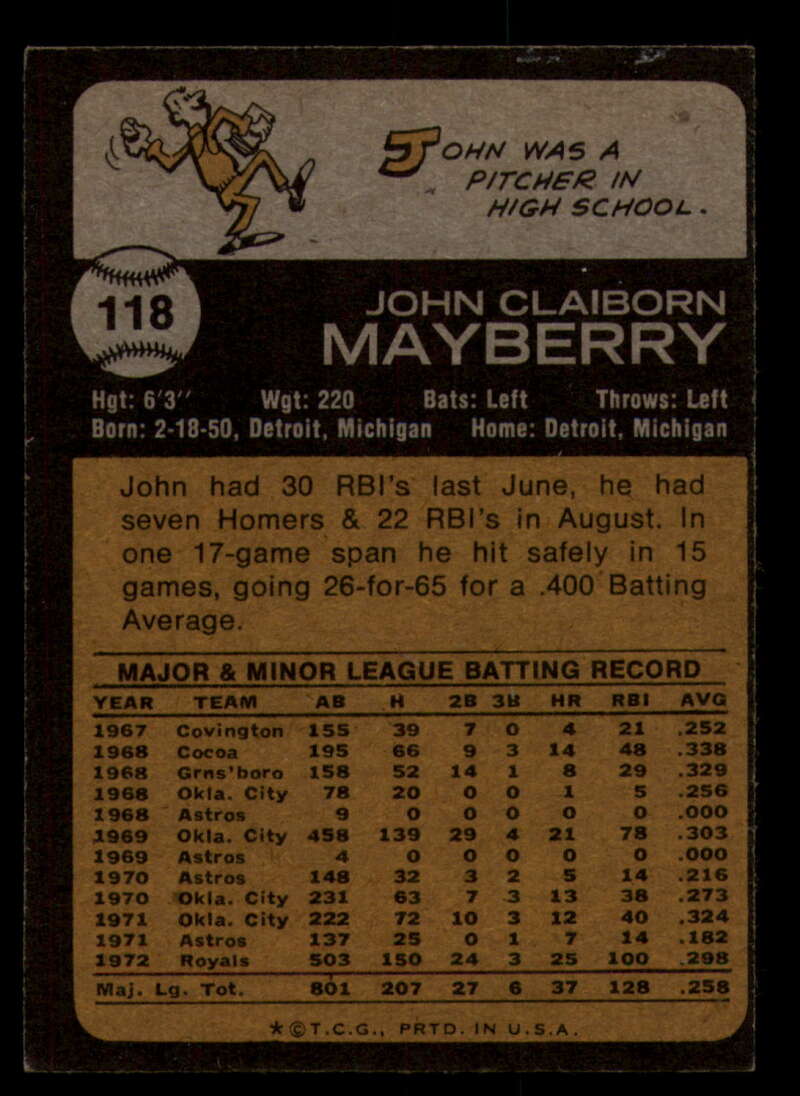 JOHN WAS A
PITCHER IN
HIGH SCHOOL.
118
JOHN CLAIBORN
MAYBERRY
Hgt: 6'3" Wgt: 220 Bats: Left Throws: Left
Born: 2-18-50, Detroit, Michigan Home: Detroit, Michigan
John had 30 RBI's last June, he had
seven Homers & 22 RBI's in August. In
one 17-game span he hit safely in 15
games, going 26-for-65 for a .400 Batting
Average.
MAJOR & MINOR LEAGUE BATTING RECORD
YEAR TEAM AB H 2B 3B HR RBI AVG
1967 Covington 155 39 7 0 4 21 .252
1968 Cocoa 195 66 9 3 14 48 .338
1968 Grns'boro 158 52 14 1 8 29 .329
1968 Okla. City 78 20 0 0 1 5 .256
1968 Astros 9 0 0 0 0 0 .000
1969 Okla. City 458 139 29 4 21 78 .303
1969 Astros 4 0 0 0 0 0 .000
1970 Astros 148 32 3 2 5 14 .216
1970 Okla. City 231 63 7 3 13 38 .273
1971 Okla. City 222 72 10 3 12 40 .324
1971 Astros 137 25 0 1 7 14 .182
1972 Royals 503 150 24 3 25 100 .298
Maj. Lg. Tot. 801 207 27 6 37 128 .258
★©T.C.G., PRTD. IN U.S.A.